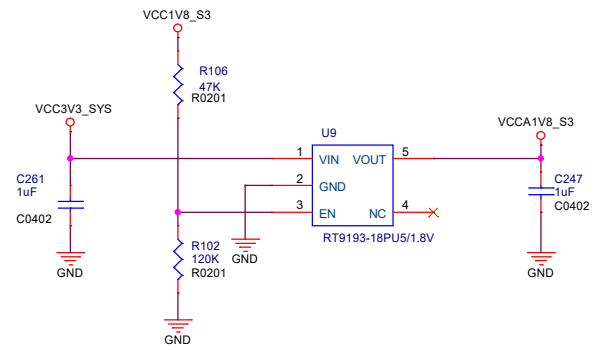 VCC1V8_S3
R106
47K
R0201
VCC3V3_SYS
VCCA1V8_S3
U9
1
VIN
VOUT
5
2
GND
3
EN
NC
4
C261
1uF
C0402
C247
1uF
C0402
R102
120K
R0201
RT9193-18PU5/1.8V
GND
GND
GND
GND